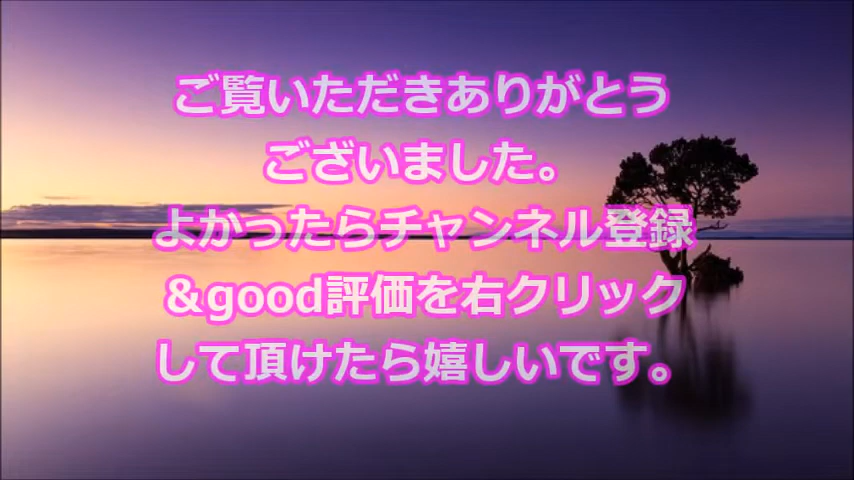 ご覧いただきありがとう
ございました。
よかったらチャンネル登録
&good評価を右クリック
して頂けたら嬉しいです。